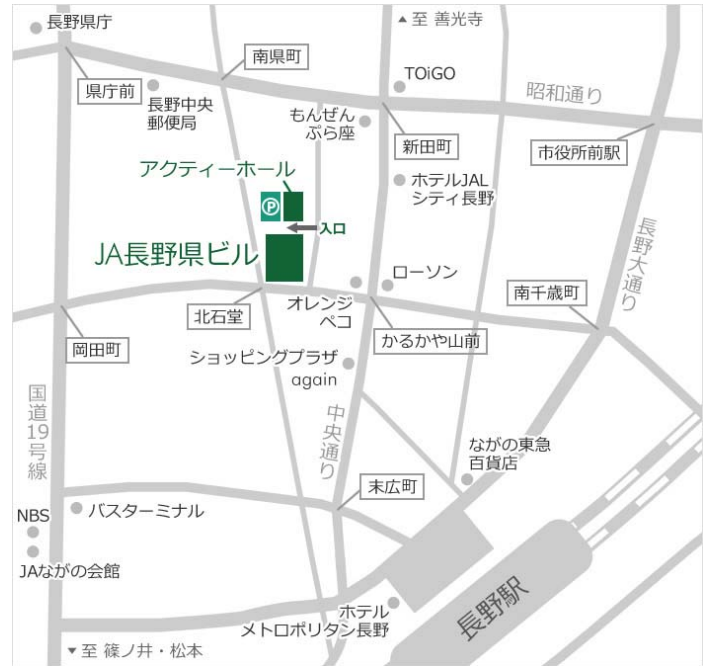 長野県庁
▲至 善光寺
南県町
県庁前
長野中央
郵便局
TOiGO
昭和通り
もんぜん
ぷら座
新田町
市役所前駅
アクティーホール
ホテルJAL
シティ長野
P
入口
JA長野県ビル
長野大通り
ローソン
オレンジ
ペコ
南千歳町
北石堂
かるかや山前
岡田町
ショッピングプラザ
again
国道19号線
中央通り
ながの東急
百貨店
末広町
NBS
バスターミナル
JAながの会館
長野駅
ホテル
メトロポリタン長野
▼至 篠ノ井・松本